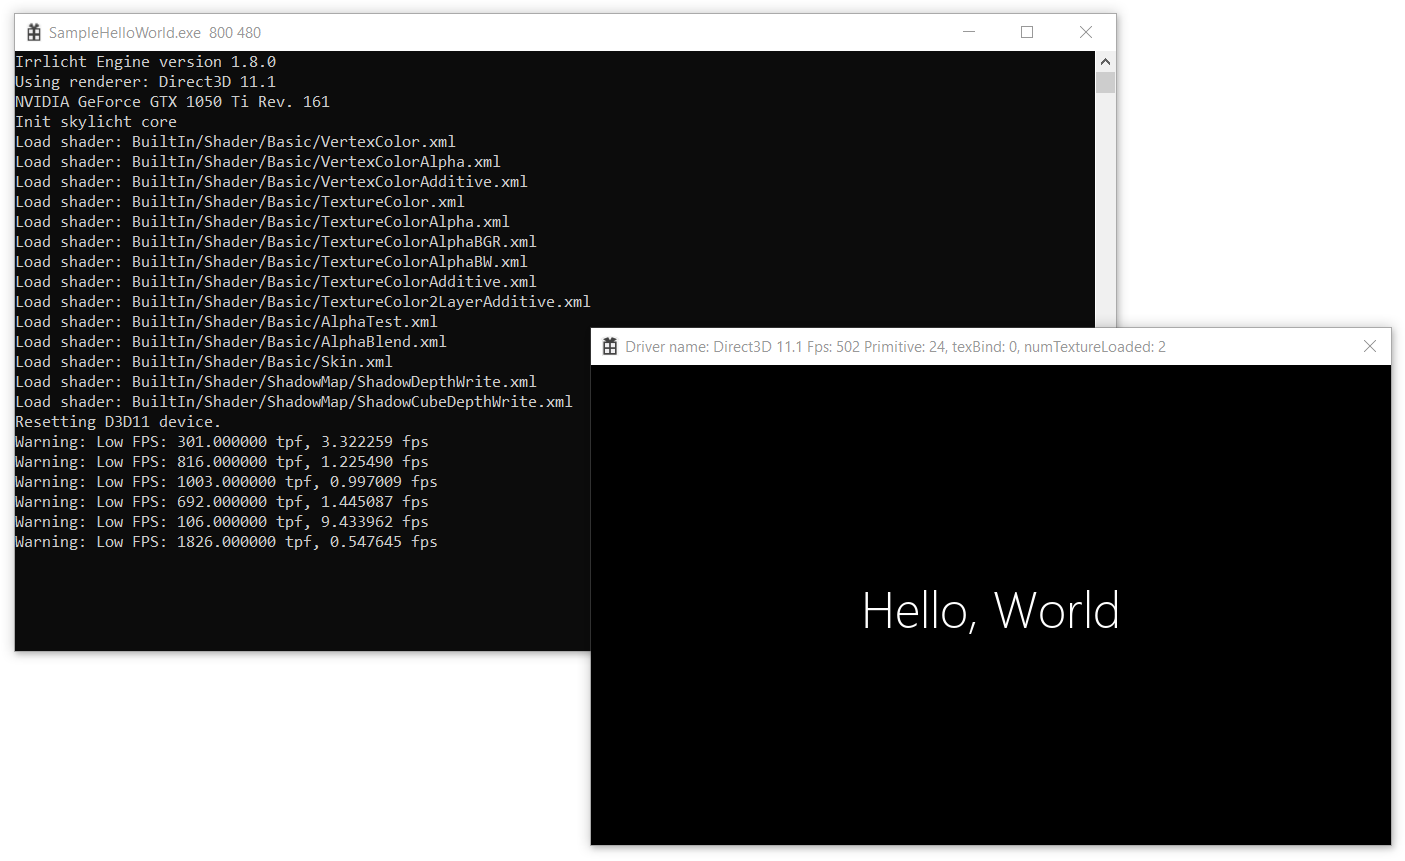 SampleHelloWorld.exe  800 480
Irrlicht Engine version 1.8.0
Using renderer: Direct3D 11.1
NVIDIA GeForce GTX 1050 Ti Rev. 161
Init skylicht core
Load shader: BuiltIn/Shader/Basic/VertexColor.xml
Load shader: BuiltIn/Shader/Basic/VertexColorAlpha.xml
Load shader: BuiltIn/Shader/Basic/VertexColorAdditive.xml
Load shader: BuiltIn/Shader/Basic/TextureColor.xml
Load shader: BuiltIn/Shader/Basic/TextureColorAlpha.xml
Load shader: BuiltIn/Shader/Basic/TextureColorAlphaBGR.xml
Load shader: BuiltIn/Shader/Basic/TextureColorAlphaBW.xml
Load shader: BuiltIn/Shader/Basic/TextureColorAdditive.xml
Load shader: BuiltIn/Shader/Basic/TextureColor2LayerAdditive.xml
Load shader: BuiltIn/Shader/Basic/AlphaTest.xml
Load shader: BuiltIn/Shader/Basic/AlphaBlend.xml
Load shader: BuiltIn/Shader/Basic/Skin.xml
Load shader: BuiltIn/Shader/ShadowMap/ShadowDepthWrite.xml
Load shader: BuiltIn/Shader/ShadowMap/ShadowCubeDepthWrite.xml
Resetting D3D11 device.
Warning: Low FPS: 301.000000 tpf, 3.322259 fps
Warning: Low FPS: 816.000000 tpf, 1.225490 fps
Warning: Low FPS: 1003.000000 tpf, 0.997009 fps
Warning: Low FPS: 692.000000 tpf, 1.445087 fps
Warning: Low FPS: 106.000000 tpf, 9.433962 fps
Warning: Low FPS: 1826.000000 tpf, 0.547645 fps
Driver name: Direct3D 11.1 Fps: 502 Primitive: 24, texBind: 0, numTextureLoaded: 2
Hello, World